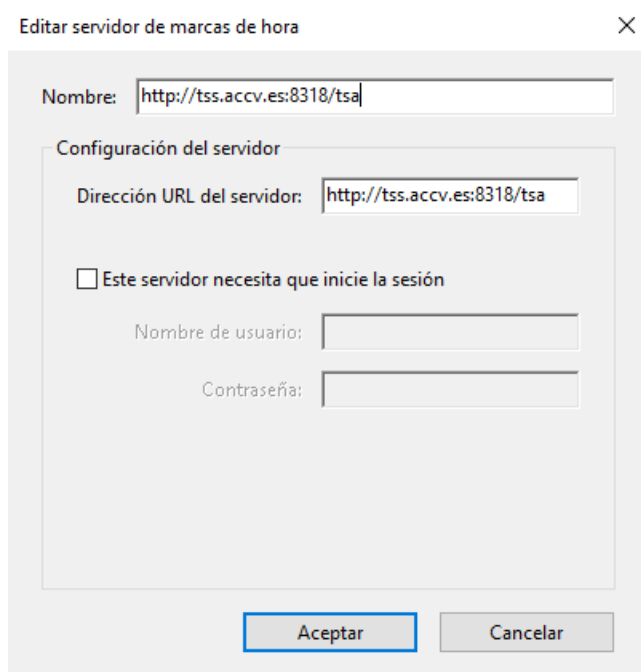 Editar servidor de marcas de hora
Nombre: http://tss.accv.es:8318/tsa
Configuración del servidor
Dirección URL del servidor: http://tss.accv.es:8318/tsa
Este servidor necesita que inicie la sesión
Nombre de usuario:
Contraseña:
Aceptar Cancelar